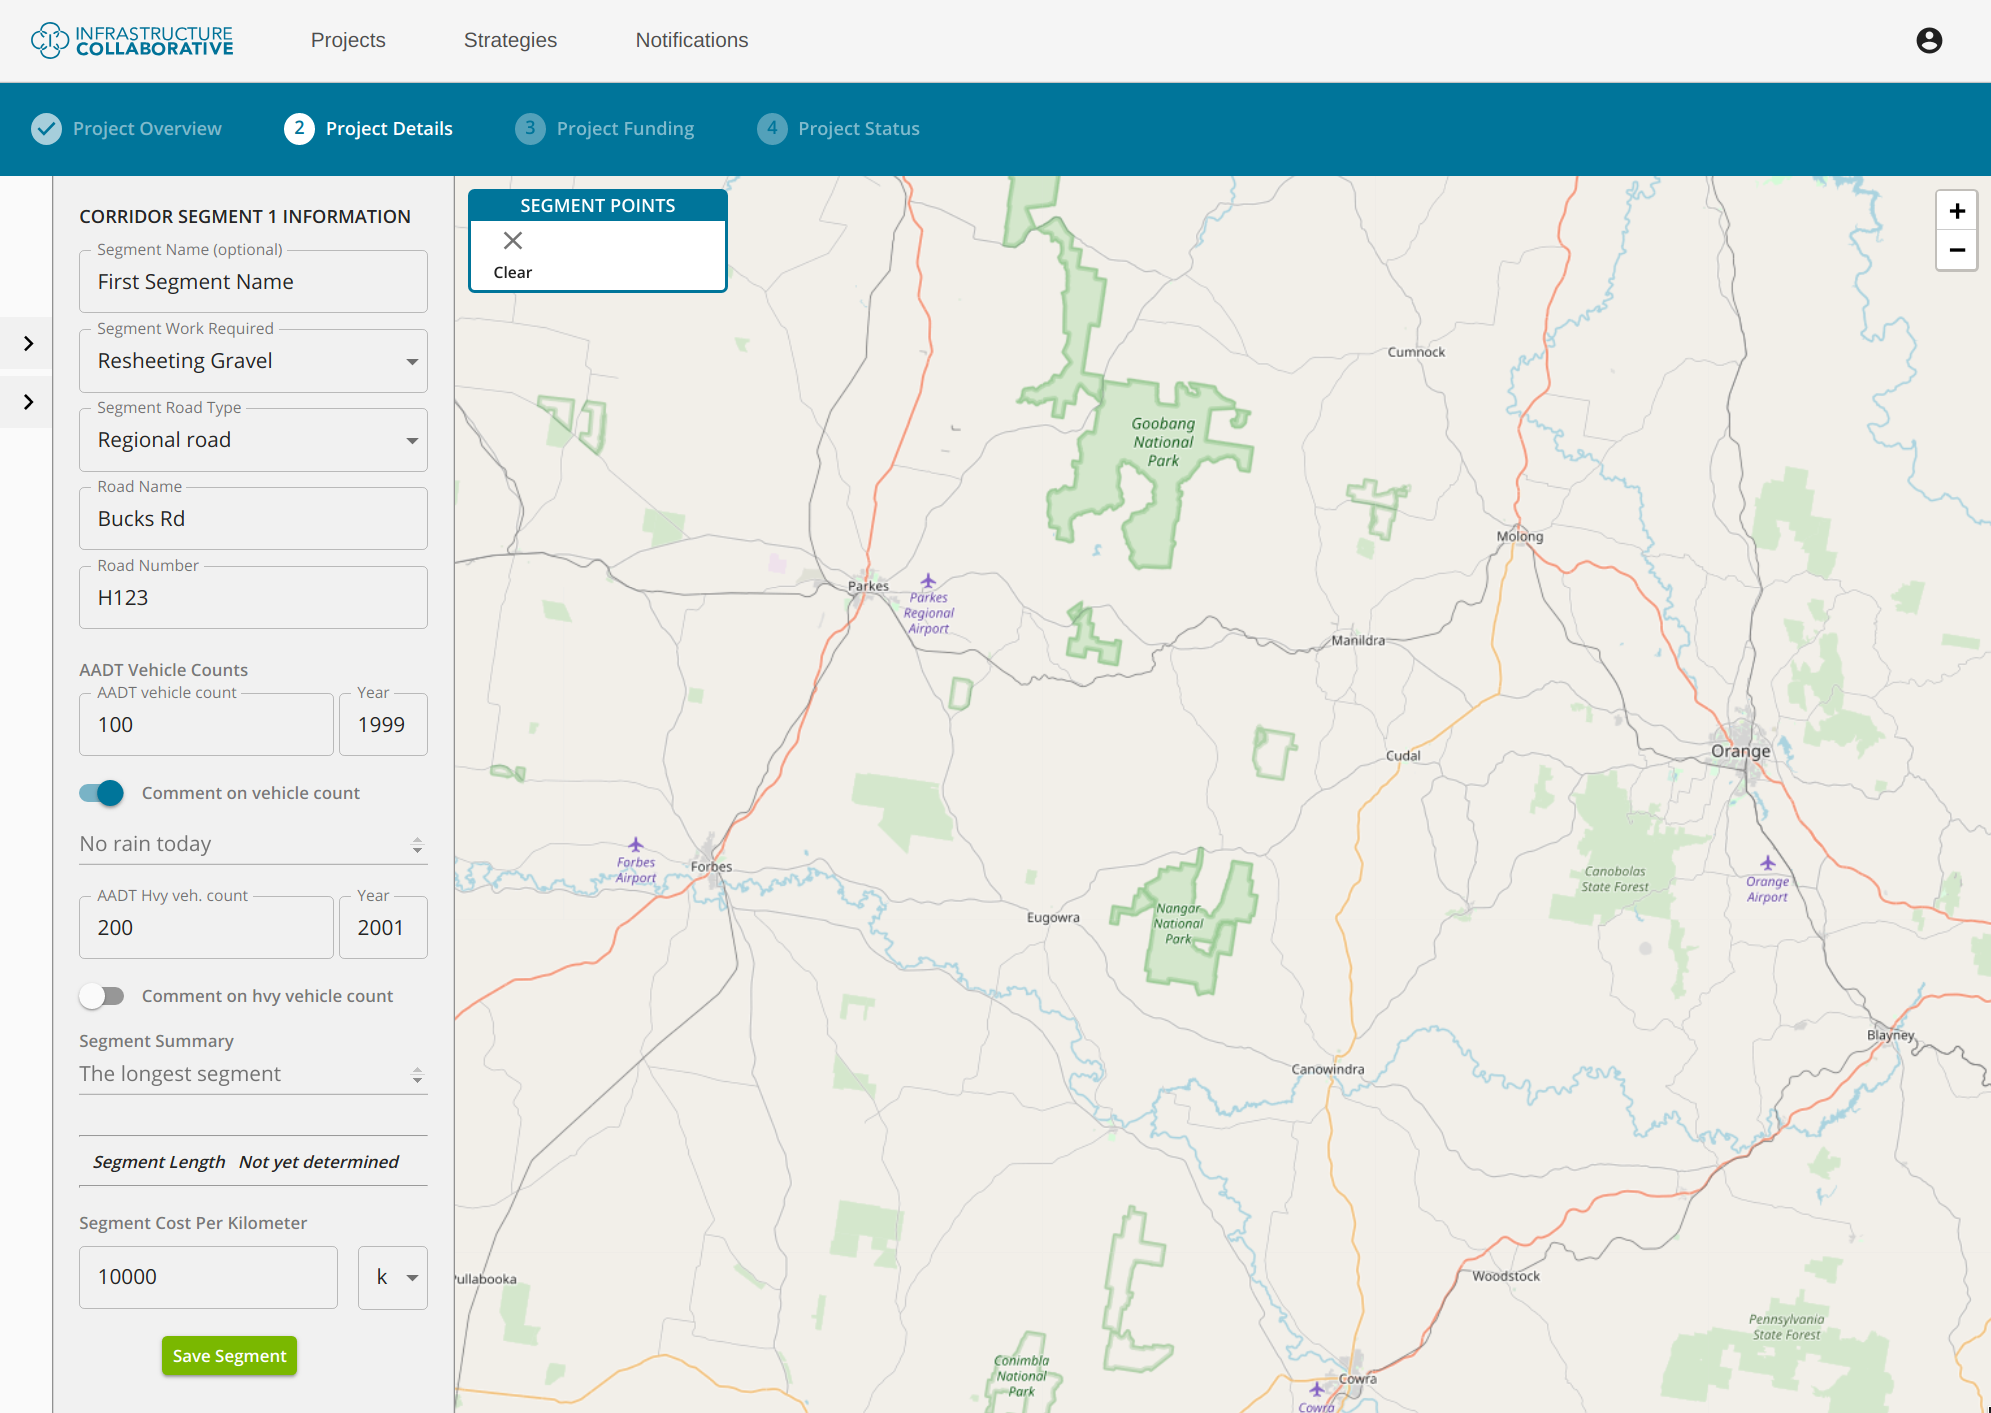 INFRASTRUCTURE
COLLABORATIVE
Projects
Strategies
Notifications
Project Overview
2 Project Details
3 Project Funding
4 Project Status
CORRIDOR SEGMENT 1 INFORMATION
Segment Name (optional)
First Segment Name
Segment Work Required
Resheeting Gravel
Segment Road Type
Regional road
Road Name
Bucks Rd
Road Number
H123
AADT Vehicle Counts
AADT vehicle count
100
Year
1999
Comment on vehicle count
No rain today
AADT Hvy veh. count
200
Year
2001
Comment on hvy vehicle count
Segment Summary
The longest segment
Segment Length Not yet determined
Segment Cost Per Kilometer
10000
k
Save Segment
SEGMENT POINTS
Clear
+
−
Cumnock
Goobang
National
Park
Molong
Parkes
Parkes
Regional
Airport
Manildra
Orange
Cudal
Forbes
Airport
Forbes
Canobolas
State Forest
Orange
Airport
Eugowra
Nangar
National
Park
Blayney
Canowindra
Pullabooka
Woodstock
Pennsylvania
State Forest
Conimbla
National
Park
Cowra
Cowra